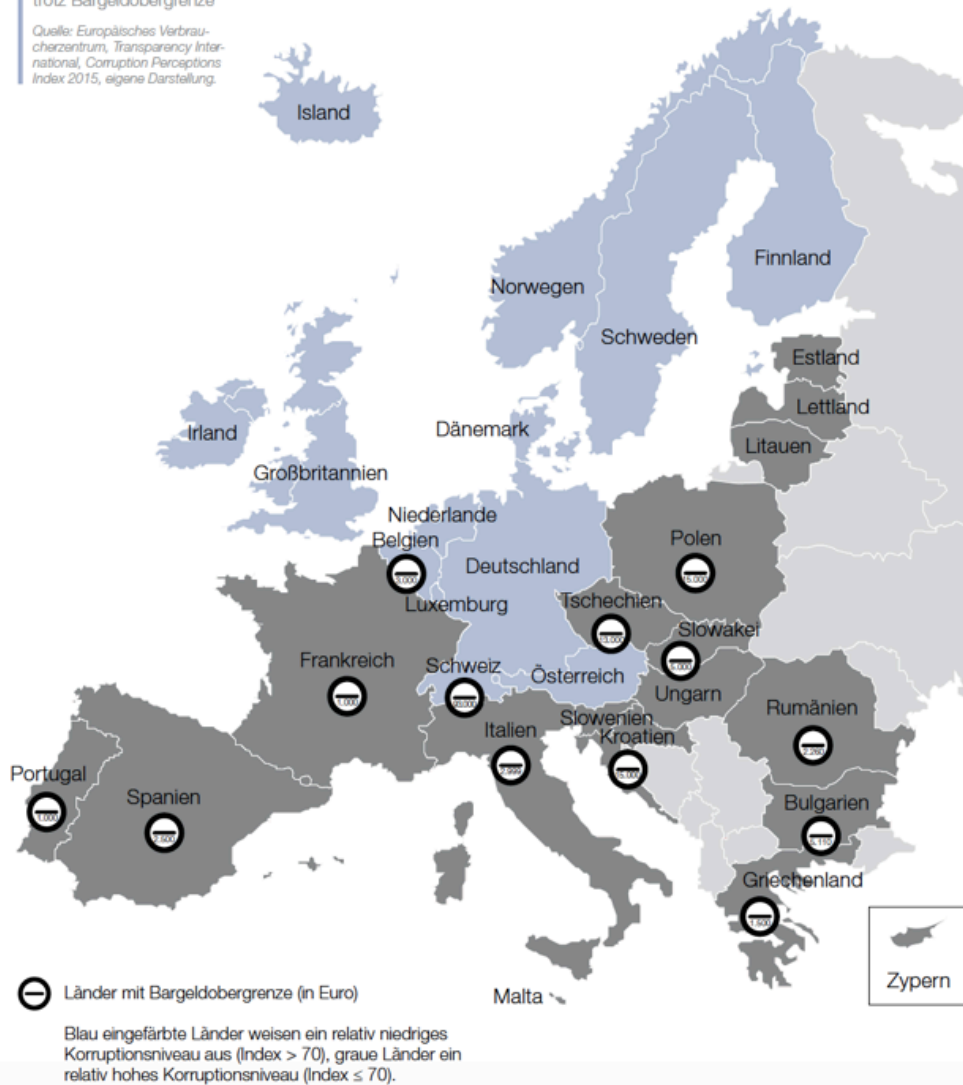 trotz Bargeldobergrenze
Quelle: Europäisches Verbrau-
cherzentrum, Transparency Inter-
national, Corruption Perceptions
Index 2015, eigene Darstellung.
Island
Finnland
Norwegen
Schweden
Estland
Lettland
Dänemark
Irland
Litauen
Großbritannien
Niederlande
Belgien
3.000
Polen
15.000
Deutschland
Luxemburg
Tschechien
Slowakei
5.000
Frankreich
1.000
Schweiz
Österreich
Ungarn
Italien
2.999
Slowenien
Kroatien
15.000
Rumänien
2.260
Portugal
1.000
Spanien
2.500
Bulgarien
5.110
Griechenland
1.500
Zypern
Malta
Länder mit Bargeldobergrenze (in Euro)
Blau eingefärbte Länder weisen ein relativ niedriges
Korruptionsniveau aus (Index > 70), graue Länder ein
relativ hohes Korruptionsniveau (Index ≤ 70).